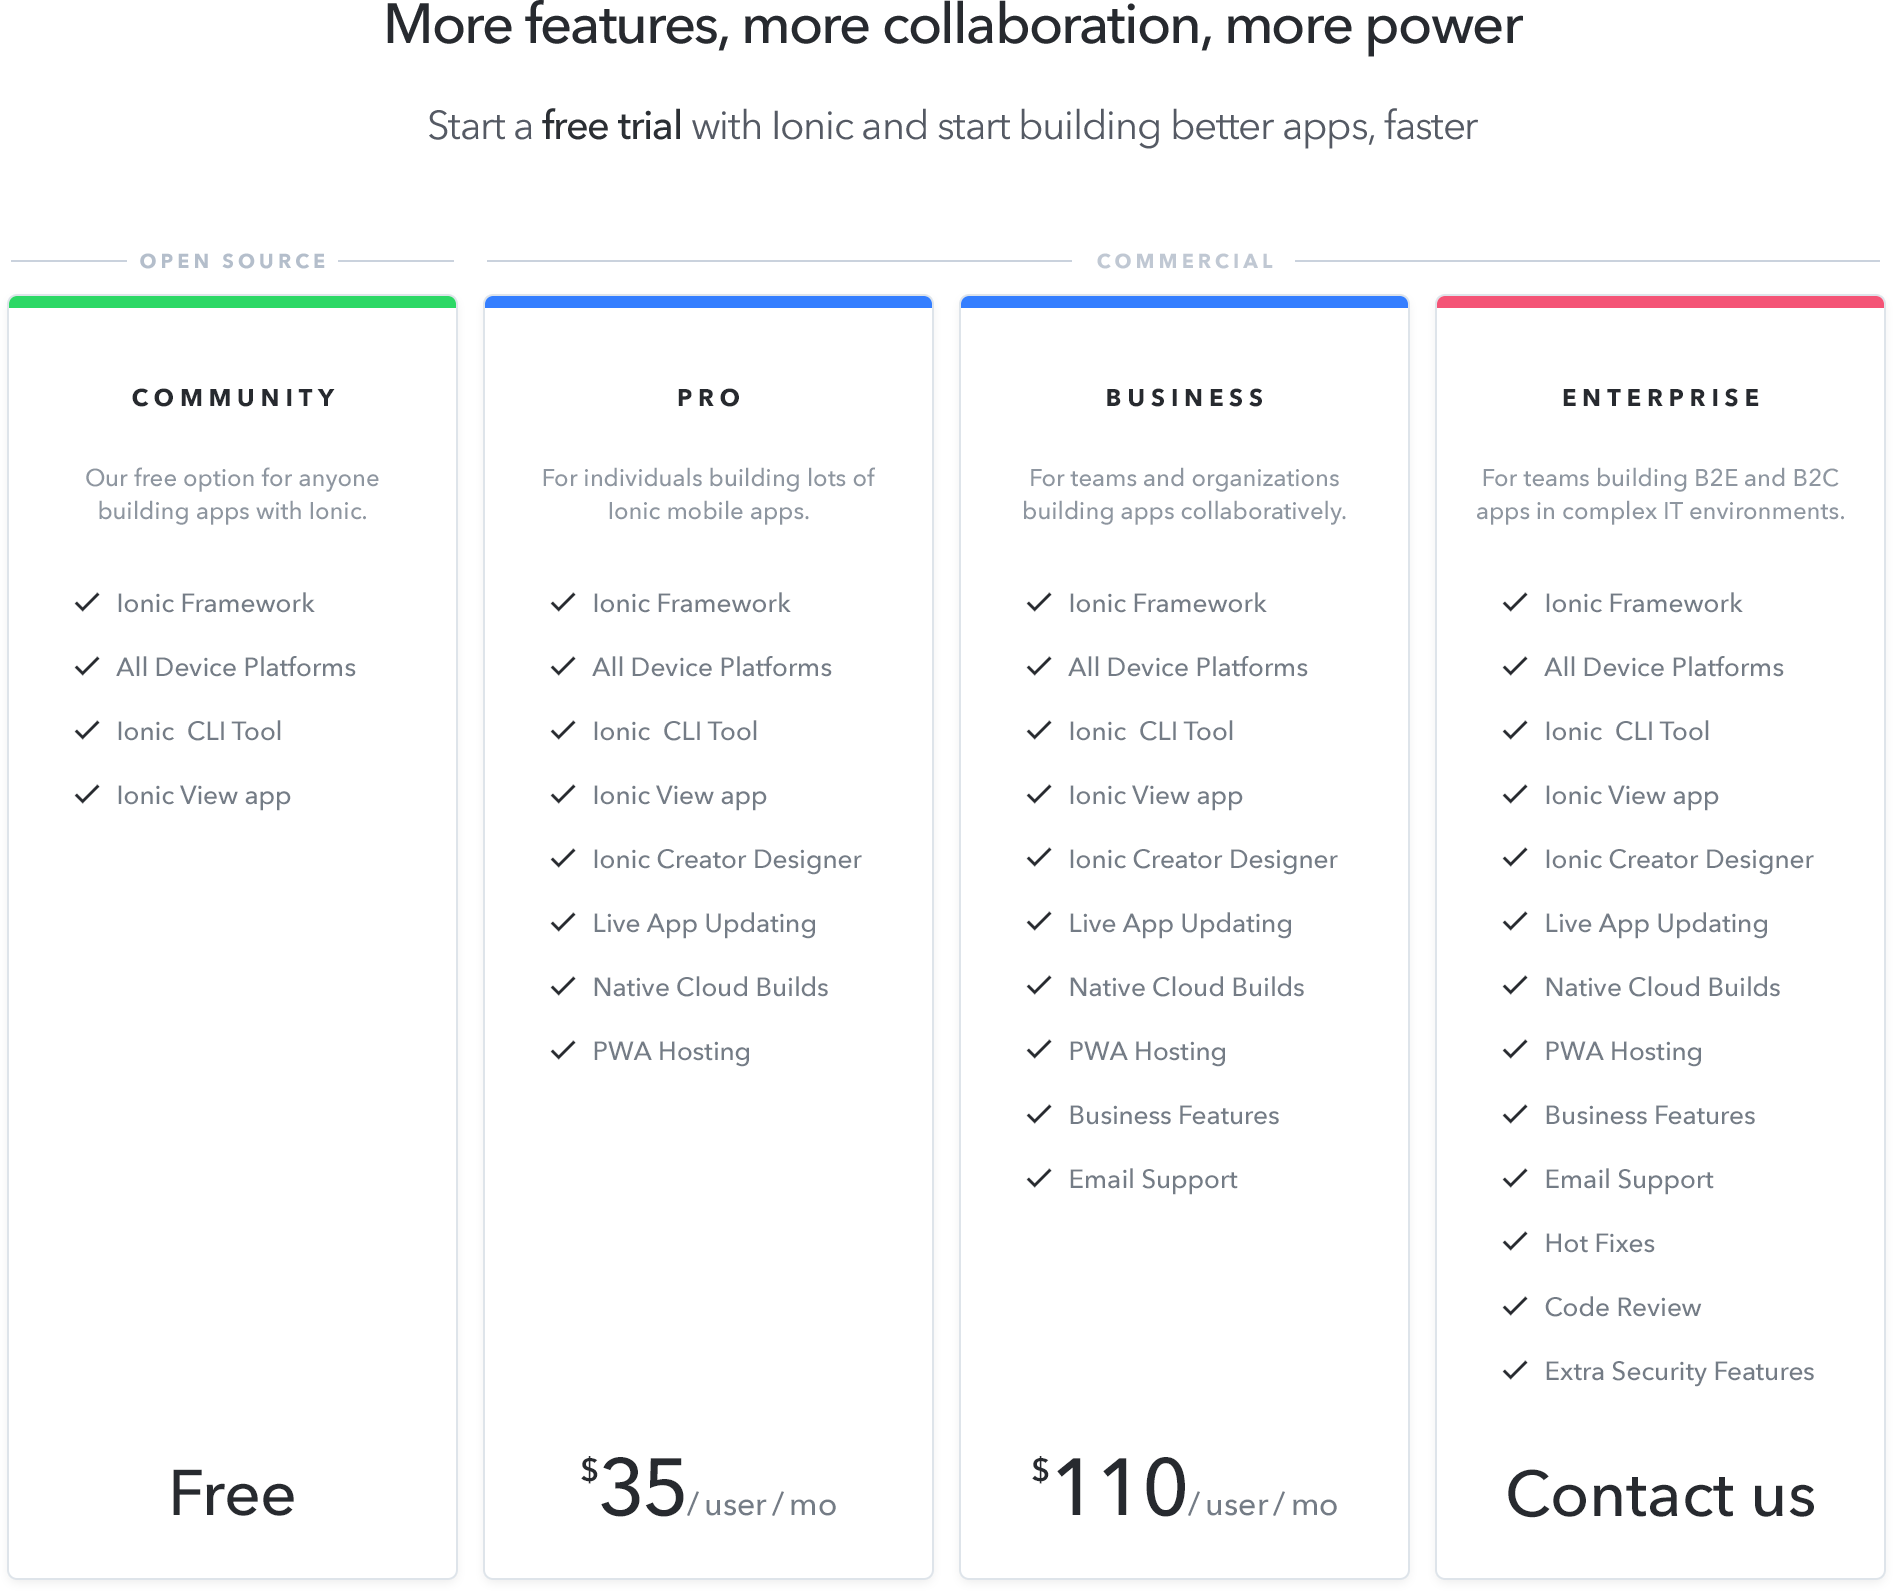 More features, more collaboration, more power
Start a free trial with Ionic and start building better apps, faster
OPEN SOURCE
COMMERCIAL
COMMUNITY
Our free option for anyone
building apps with Ionic.
Ionic Framework
All Device Platforms
Ionic  CLI Tool
Ionic View app
Free
PRO
For individuals building lots of
Ionic mobile apps.
Ionic Framework
All Device Platforms
Ionic  CLI Tool
Ionic View app
Ionic Creator Designer
Live App Updating
Native Cloud Builds
PWA Hosting
$35/ user / mo
BUSINESS
For teams and organizations
building apps collaboratively.
Ionic Framework
All Device Platforms
Ionic  CLI Tool
Ionic View app
Ionic Creator Designer
Live App Updating
Native Cloud Builds
PWA Hosting
Business Features
Email Support
$110/ user / mo
ENTERPRISE
For teams building B2E and B2C
apps in complex IT environments.
Ionic Framework
All Device Platforms
Ionic  CLI Tool
Ionic View app
Ionic Creator Designer
Live App Updating
Native Cloud Builds
PWA Hosting
Business Features
Email Support
Hot Fixes
Code Review
Extra Security Features
Contact us